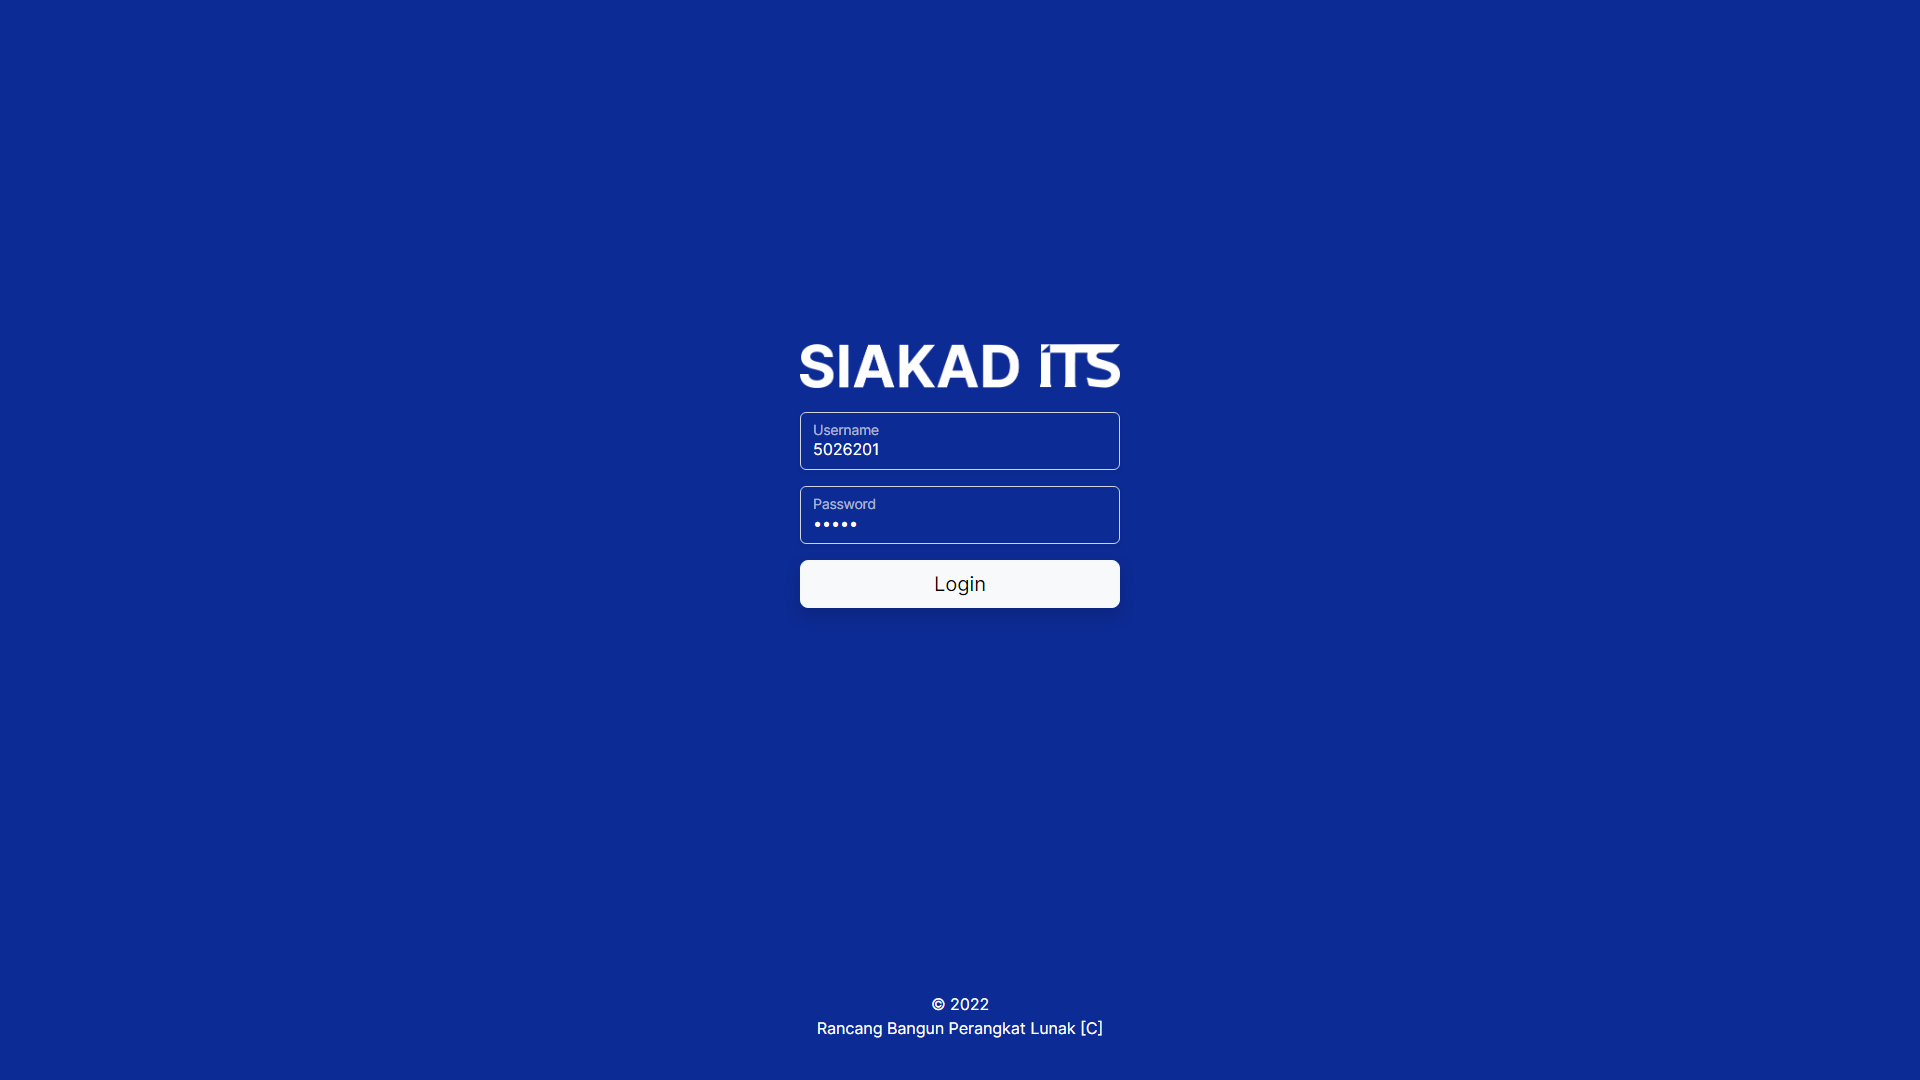 SIAKAD ITS
Username
5026201
Password
•••••
Login
© 2022
Rancang Bangun Perangkat Lunak [C]